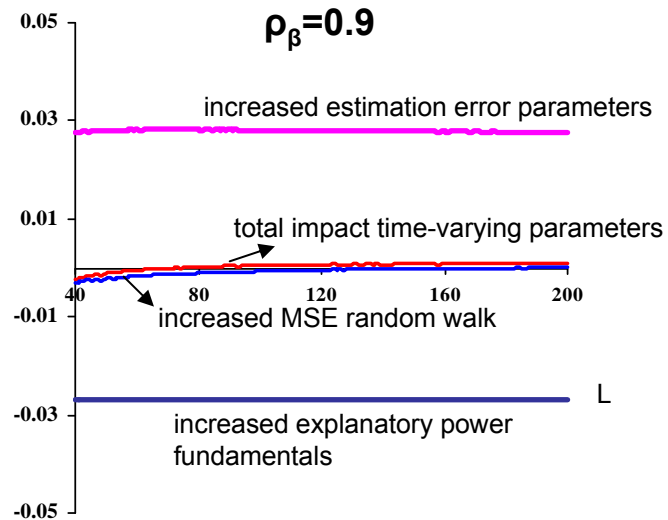 ρβ=0.9
0.05
increased estimation error parameters
0.03
0.01
total impact time-varying parameters
40 80 120 160 200
increased MSE random walk
-0.01
L
-0.03
increased explanatory power
fundamentals
-0.05